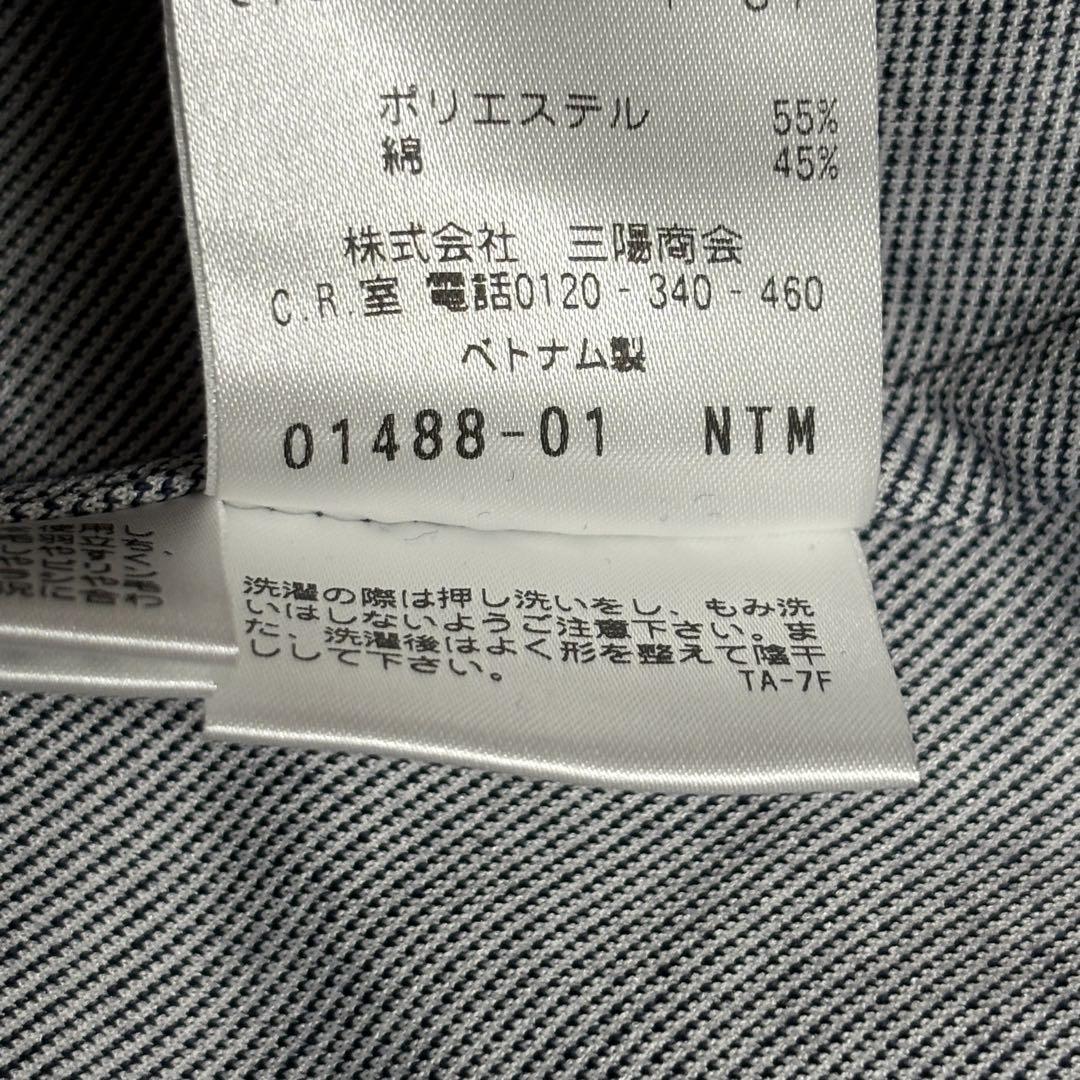 ポリエステル 55%
綿 45%
株式会社 三陽商会
C.R.室 電話0120-340-460
ベトナム製
01488-01 NTM
洗濯の際は押し洗いをし、もみ洗
いはしないようご注意下さい。ま
た、洗濯後はよく形を整えて陰干
しして下さい。
TA-7F